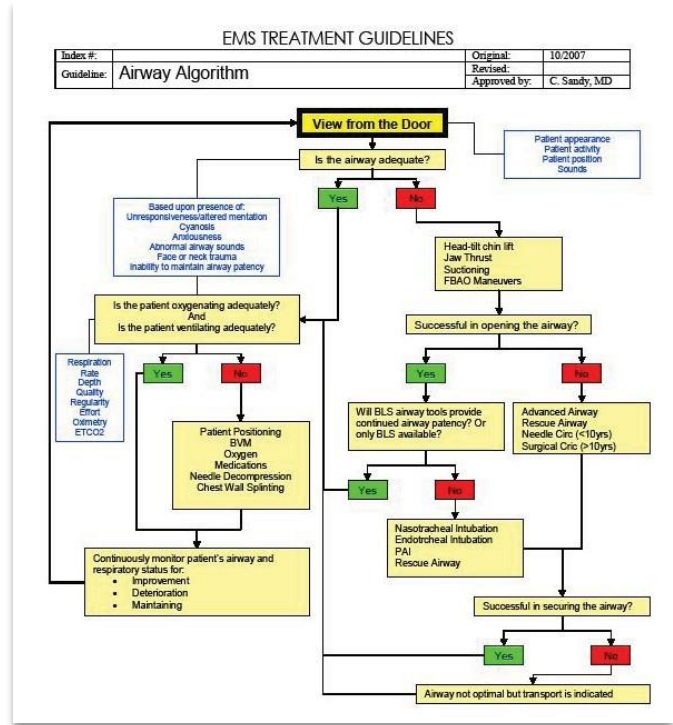 EMS TREATMENT GUIDELINES
Index #:
Original: 10/2007
Guideline: Airway Algorithm
Revised:
Approved by: C. Sandy, MD
View from the Door
Patient appearance
Patient activity
Patient position
Sounds
Is the airway adequate?
Yes
No
Based upon presence of:
Unresponsiveness/altered mentation
Cyanosis
Anxiousness
Abnormal airway sounds
Face or neck trauma
Inability to maintain airway patency
Head-tilt chin lift
Jaw Thrust
Suctioning
FBAO Maneuvers
Is the patient oxygenating adequately?
And
Is the patient ventilating adequately?
Successful in opening the airway?
Respiration
Rate
Depth
Quality
Regularity
Effort
Oximetry
ETCO2
Yes
No
Yes
No
Patient Positioning
BVM
Oxygen
Medications
Needle Decompression
Chest Wall Splinting
Will BLS airway tools provide
continued airway patency? Or
only BLS available?
Advanced Airway
Rescue Airway
Needle Circ (<10yrs)
Surgical Cric (>10yrs)
Yes
No
Nasotracheal Intubation
Endotrcheal Intubation
PAI
Rescue Airway
Continuously monitor patient's airway and
respiratory status for:
• Improvement
• Deterioration
• Maintaining
Successful in securing the airway?
Yes
No
Airway not optimal but transport is indicated